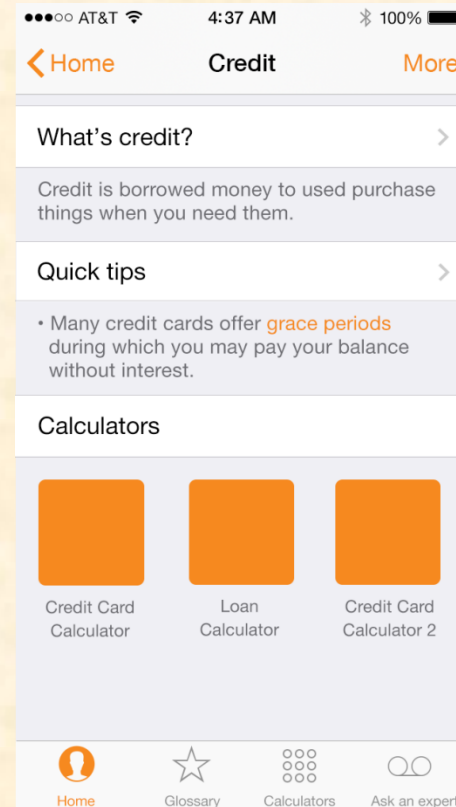 AT&T 4:37 AM 100%
Home Credit More
What's credit?
Credit is borrowed money to used purchase
things when you need them.
Quick tips
• Many credit cards offer grace periods
during which you may pay your balance
without interest.
Calculators
Credit Card
Calculator
Loan
Calculator
Credit Card
Calculator 2
Home Glossary Calculators Ask an expert